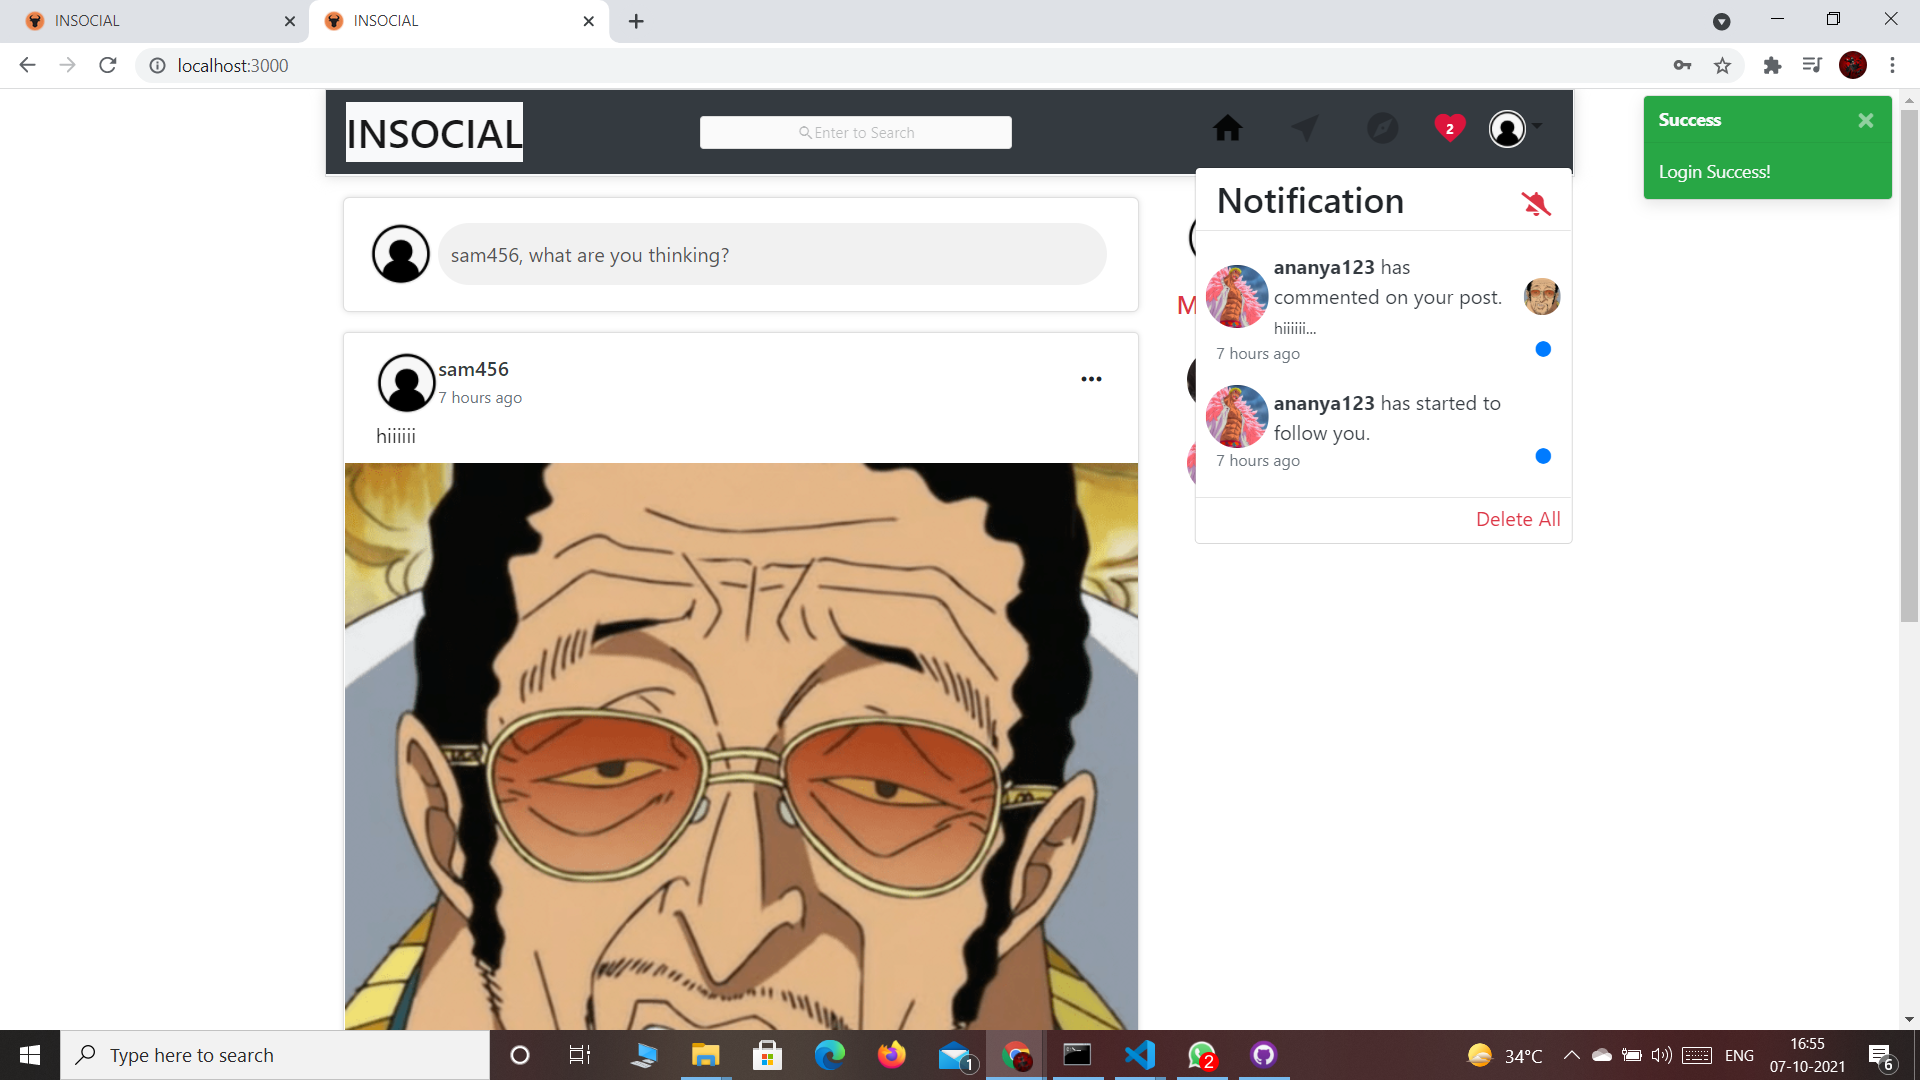 INSOCIAL
INSOCIAL
localhost:3000
INSOCIAL
Enter to Search
2
Success
Login Success!
Notification
sam456, what are you thinking?
ananya123 has
commented on your post.
hiiiiii...
7 hours ago
M
sam456
7 hours ago
hiiiiii
ananya123 has started to
follow you.
7 hours ago
Delete All
Type here to search
1
2
34°C
ENG
16:55
07-10-2021
6